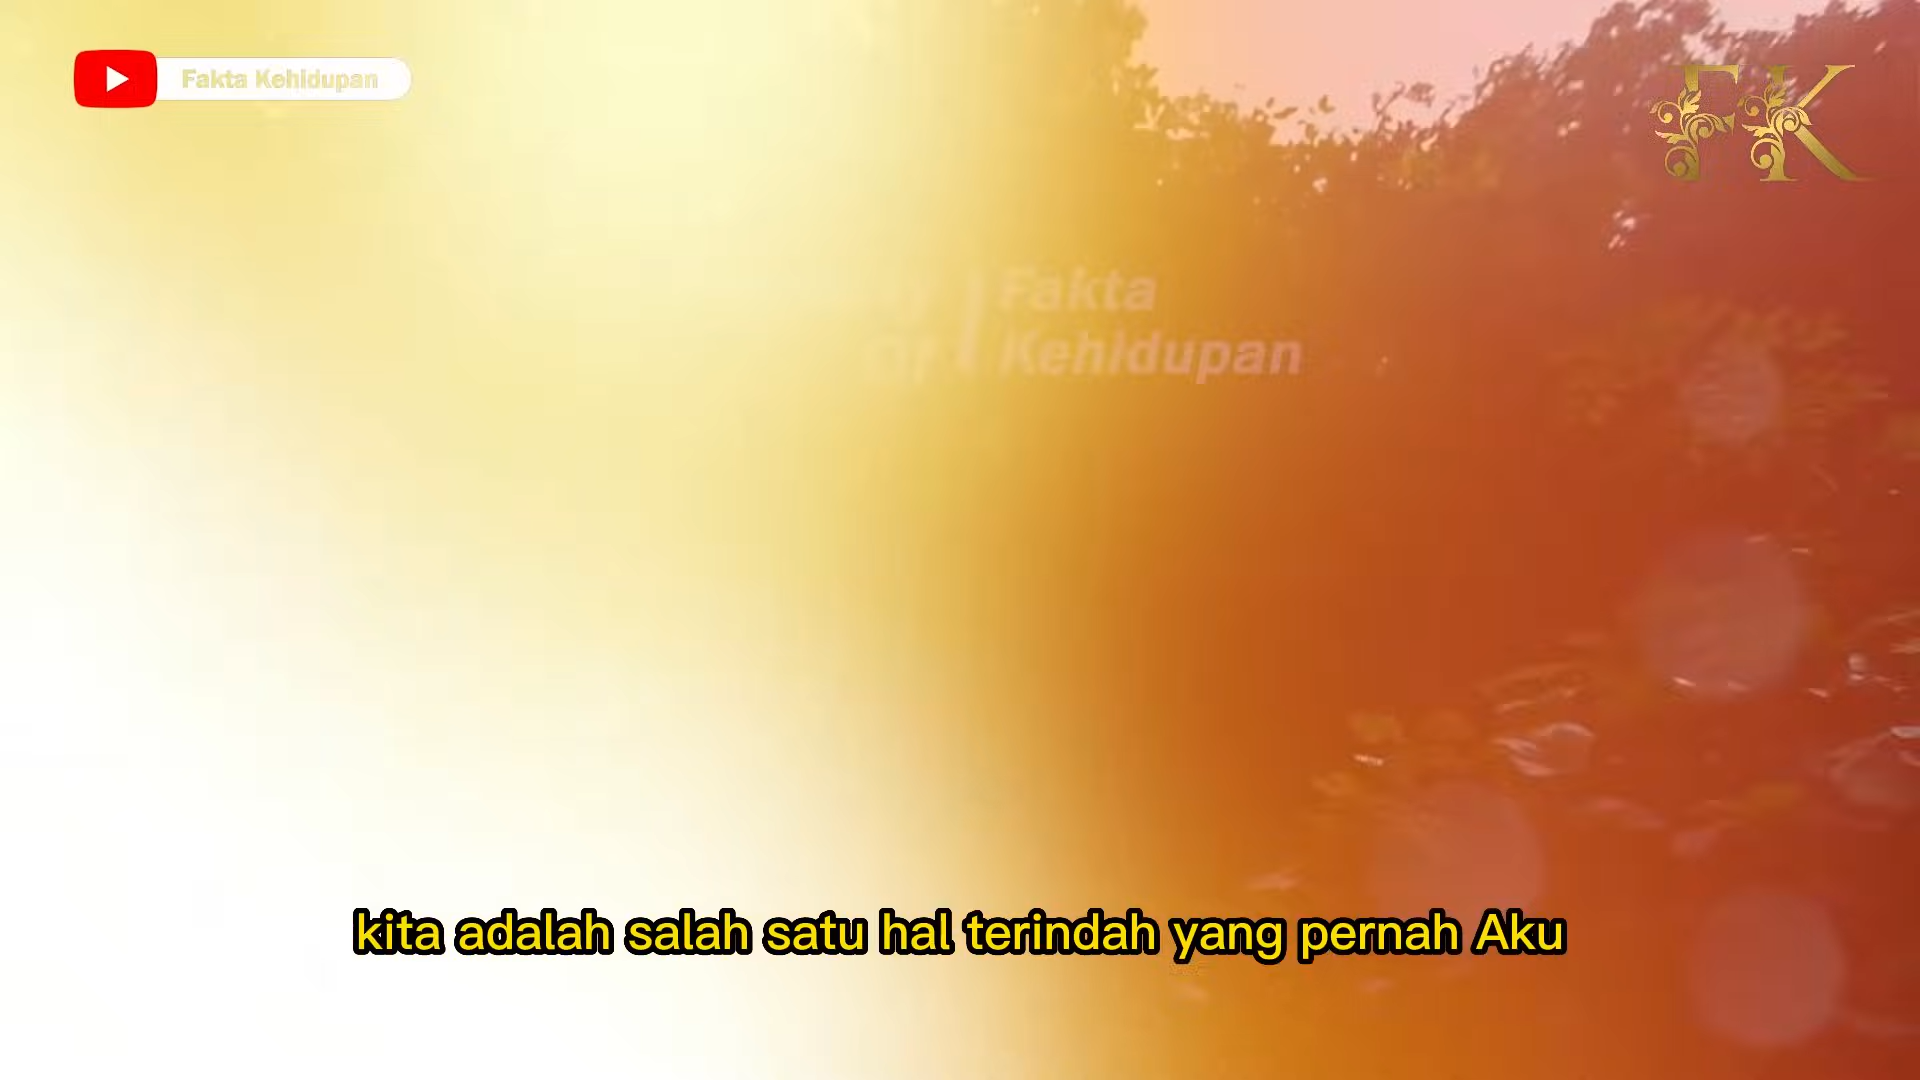 Fakta Kehidupan
FK
Fakta
Kehidupan
kita adalah salah satu hal terindah yang pernah Aku